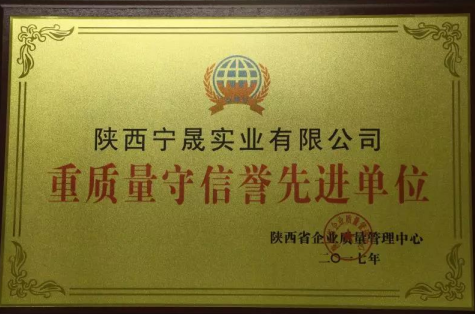 陕西宁晟实业有限公司
重质量守信誉先进单位
陕西省企业质量管理中心
二〇一七年